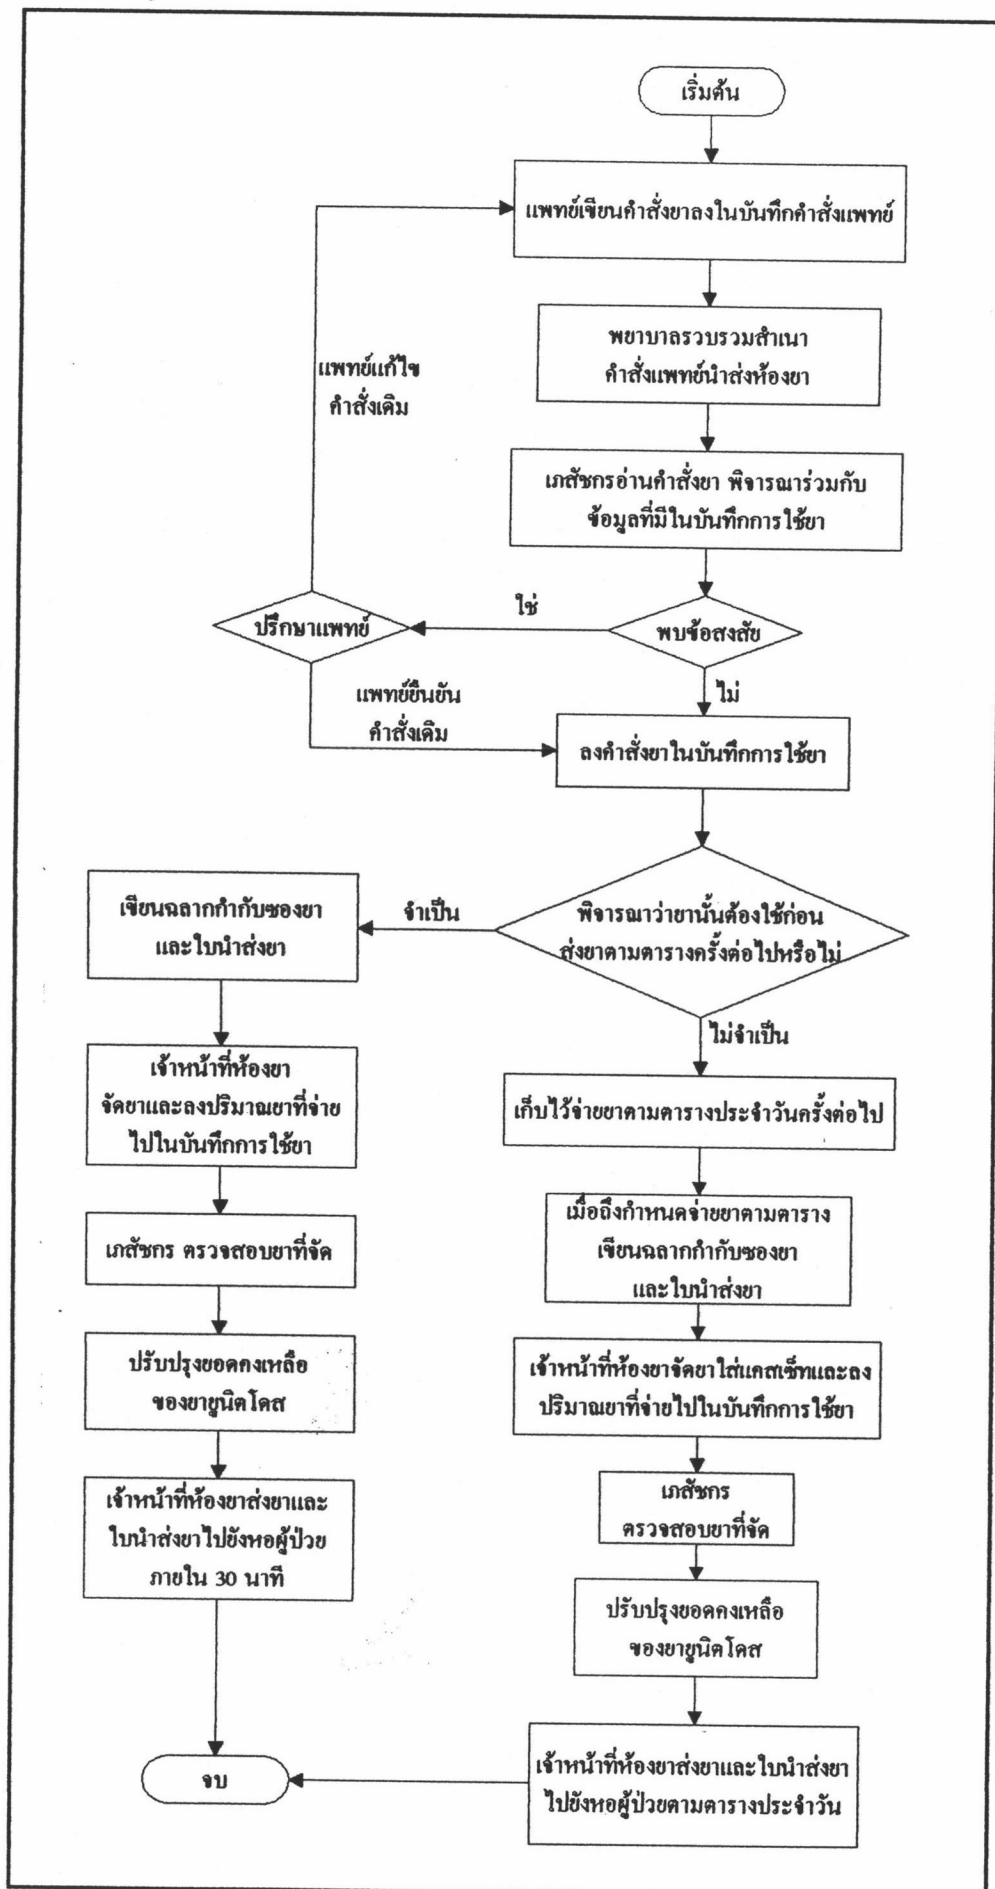 เริ่มต้น
แพทย์เขียนคำสั่งยาลงในบันทึกคำสั่งแพทย์
พยาบาลรวบรวมสำเนา
คำสั่งแพทย์นำส่งห้องยา
แพทย์แก้ไข
คำสั่งเดิม
เภสัชกรอ่านคำสั่งยา พิจารณาร่วมกับ
ข้อมูลที่มีในบันทึกการใช้ยา
ปรึกษาแพทย์
ใช่
พบข้อสงสัย
แพทย์ยืนยัน
คำสั่งเดิม
ไม่
ลงคำสั่งยาในบันทึกการใช้ยา
พิจารณาว่ายานั้นต้องใช้ก่อน
ส่งยาตามตารางครั้งต่อไปหรือไม่
จำเป็น
เขียนฉลากกำกับซองยา
และใบนำส่งยา
ไม่จำเป็น
เจ้าหน้าที่ห้องยา
จัดยาและลงปริมาณยาที่จ่าย
ไปในบันทึกการใช้ยา
เก็บไว้จ่ายยาตามตารางประจำวันครั้งต่อไป
เภสัชกร ตรวจสอบยาที่จัด
เมื่อถึงกำหนดจ่ายยาตามตาราง
เขียนฉลากกำกับซองยา
และใบนำส่งยา
ปรับปรุงยอดคงเหลือ
ของยายูนิตโดส
เจ้าหน้าที่ห้องยาจัดยาใส่แคสเซ็ทและลง
ปริมาณยาที่จ่ายไปในบันทึกการใช้ยา
เจ้าหน้าที่ห้องยาส่งยาและ
ใบนำส่งยาไปยังหอผู้ป่วย
ภายใน 30 นาที
เภสัชกร
ตรวจสอบยาที่จัด
ปรับปรุงยอดคงเหลือ
ของยายูนิตโดส
เจ้าหน้าที่ห้องยาส่งยาและใบนำส่งยา
ไปยังหอผู้ป่วยตามตารางประจำวัน
จบ